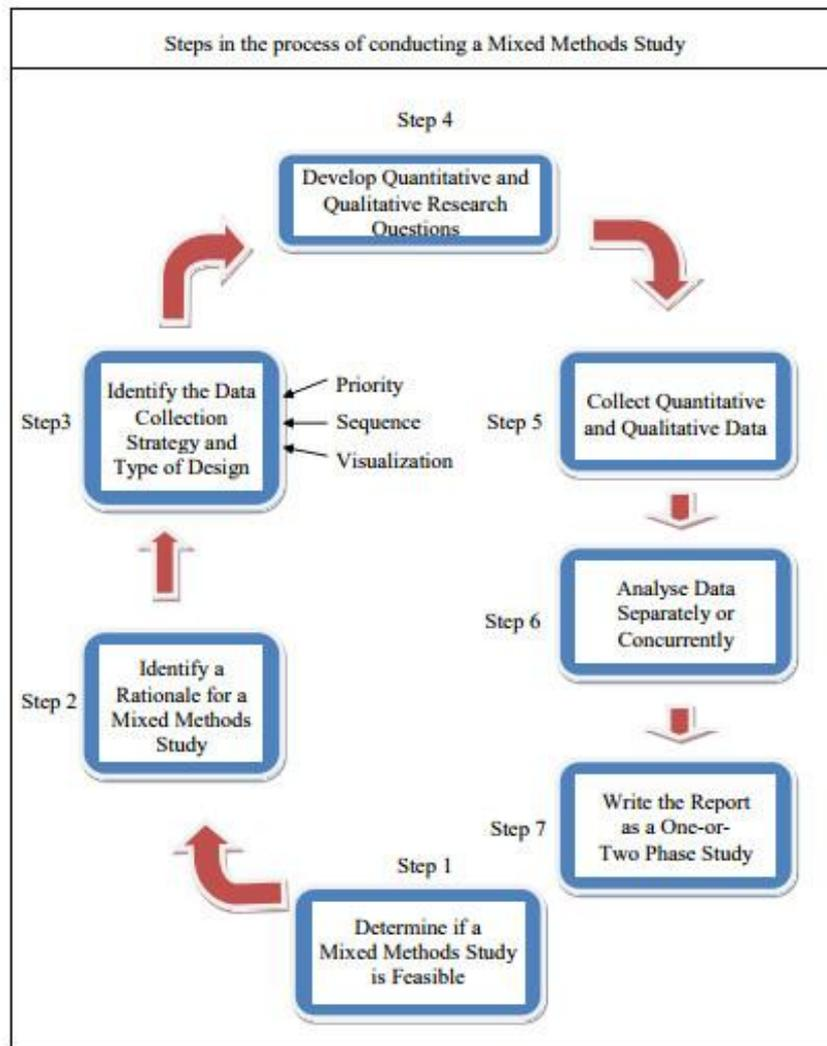 Steps in the process of conducting a Mixed Methods Study
Step 4
Develop Quantitative and
Qualitative Research
Questions
Step3
Identify the Data
Collection
Strategy and
Type of Design
Priority
Sequence
Visualization
Step 5
Collect Quantitative
and Qualitative Data
Step 6
Analyse Data
Separately or
Concurrently
Step 2
Identify a
Rationale for a
Mixed Methods
Study
Step 7
Write the Report
as a One-or-
Two Phase Study
Step 1
Determine if a
Mixed Methods Study
is Feasible